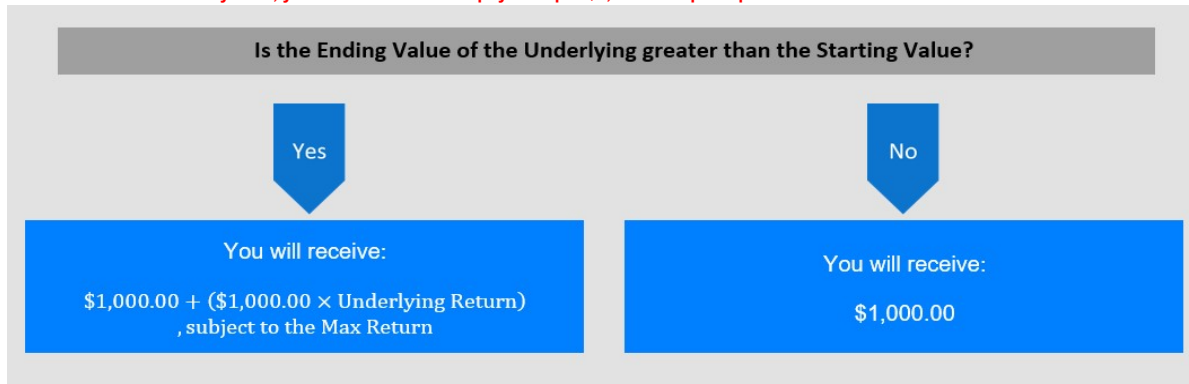 Is the Ending Value of the Underlying greater than the Starting Value?
Yes
No
You will receive:
$1,000.00 + ($1,000.00 × Underlying Return)
, subject to the Max Return
You will receive:
$1,000.00